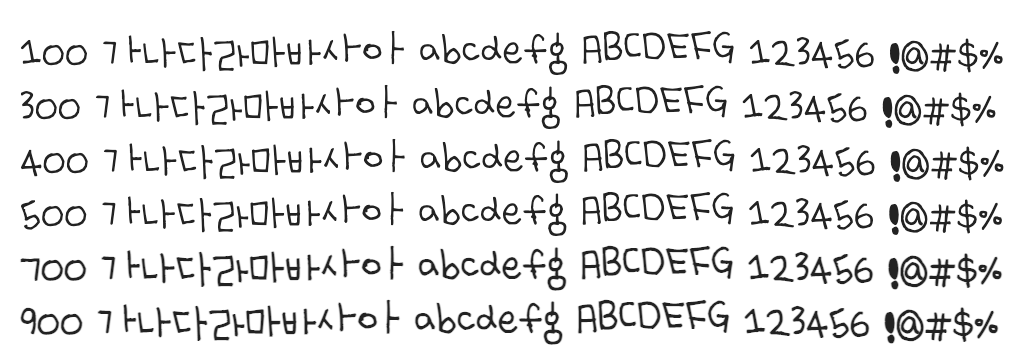 100 가나다라마바사아 abcdefg ABCDEFG 123456 !@#$%
300 가나다라마바사아 abcdefg ABCDEFG 123456 !@#$%
400 가나다라마바사아 abcdefg ABCDEFG 123456 !@#$%
500 가나다라마바사아 abcdefg ABCDEFG 123456 !@#$%
700 가나다라마바사아 abcdefg ABCDEFG 123456 !@#$%
900 가나다라마바사아 abcdefg ABCDEFG 123456 !@#$%